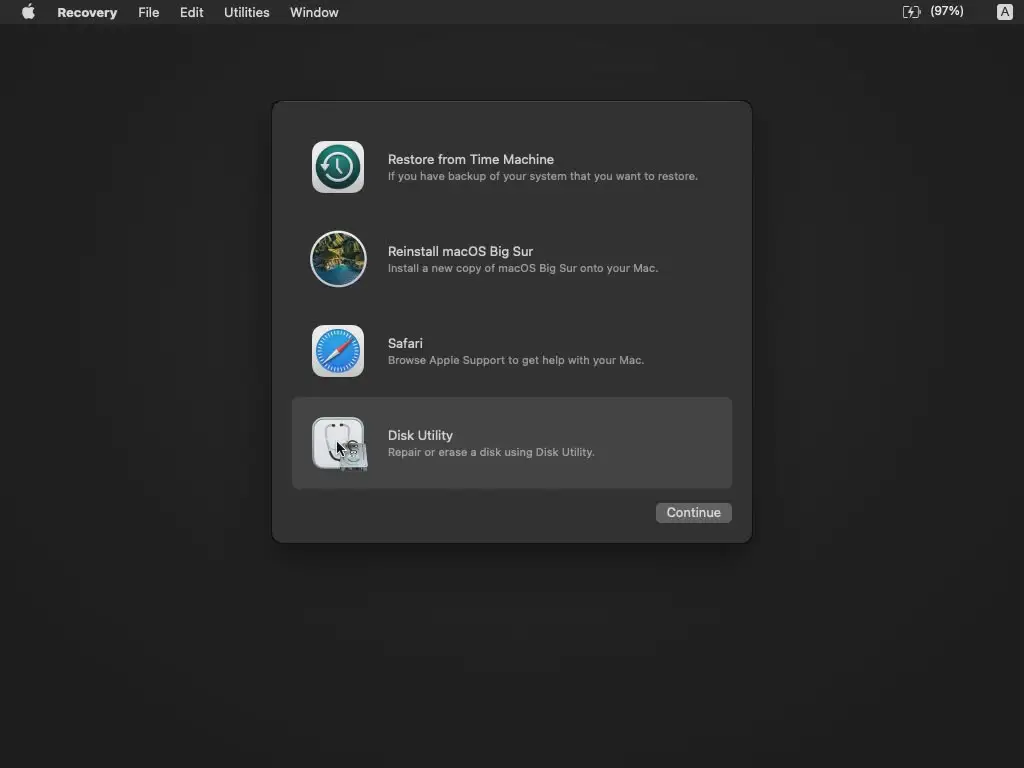 Recovery File Edit Utilities Window (97%) A
Restore from Time Machine
If you have backup of your system that you want to restore.
Reinstall macOS Big Sur
Install a new copy of macOS Big Sur onto your Mac.
Safari
Browse Apple Support to get help with your Mac.
Disk Utility
Repair or erase a disk using Disk Utility.
Continue